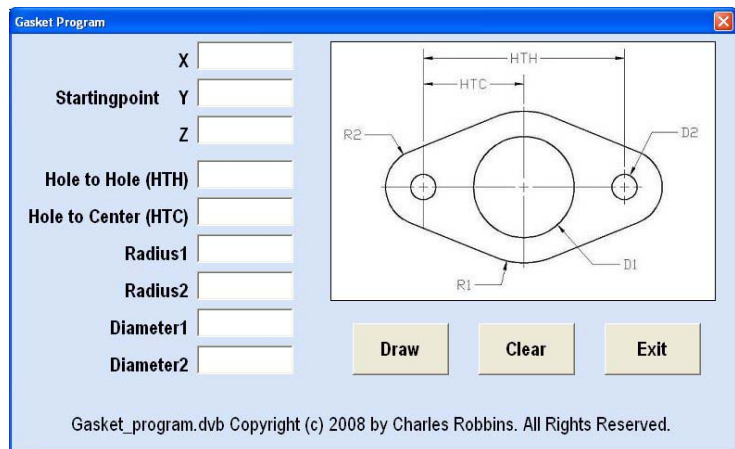 Gasket Program
X
Startingpoint Y
Z
Hole to Hole (HTH)
Hole to Center (HTC)
Radius1
Radius2
Diameter1
Diameter2
HTH
HTC
R2
D2
D1
R1
Draw Clear Exit
Gasket_program.dvb Copyright (c) 2008 by Charles Robbins. All Rights Reserved.